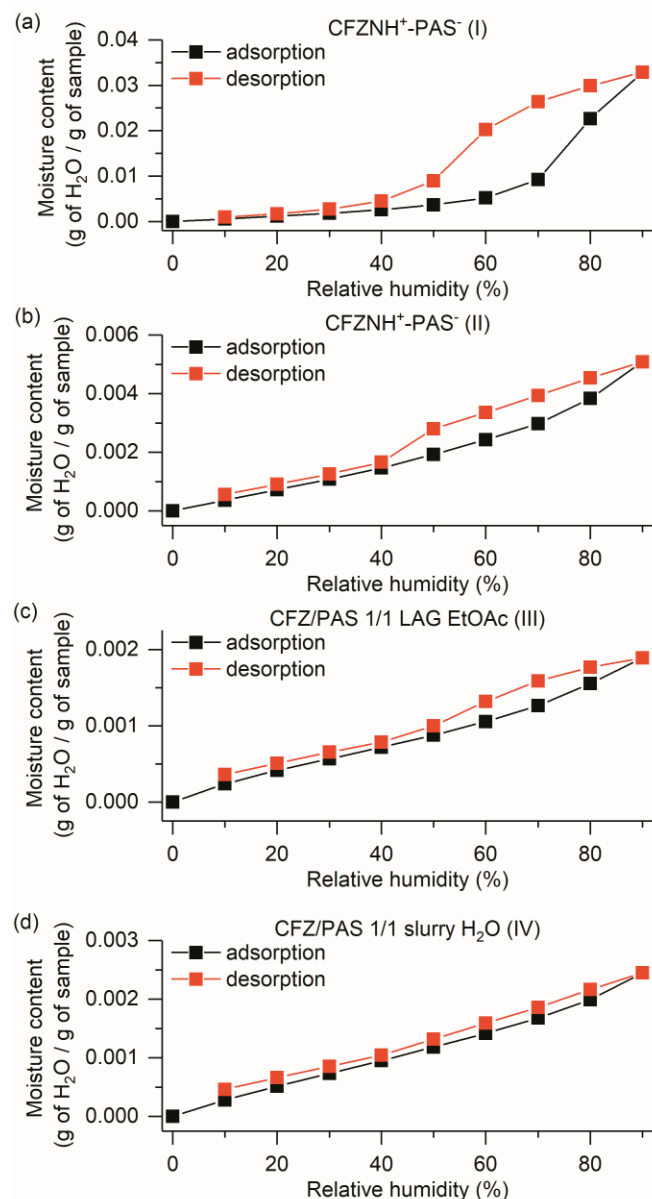 (a)
CFZNH⁺-PAS⁻ (I)
adsorption
desorption
Moisture content
(g of H₂O / g of sample)
0.04
0.03
0.02
0.01
0.00
0 20 40 60 80
Relative humidity (%)
(b)
CFZNH⁺-PAS⁻ (II)
adsorption
desorption
Moisture content
(g of H₂O / g of sample)
0.006
0.004
0.002
0.000
0 20 40 60 80
Relative humidity (%)
(c)
CFZ/PAS 1/1 LAG EtOAc (III)
adsorption
desorption
Moisture content
(g of H₂O / g of sample)
0.002
0.001
0.000
0 20 40 60 80
Relative humidity (%)
(d)
CFZ/PAS 1/1 slurry H₂O (IV)
adsorption
desorption
Moisture content
(g of H₂O / g of sample)
0.003
0.002
0.001
0.000
0 20 40 60 80
Relative humidity (%)